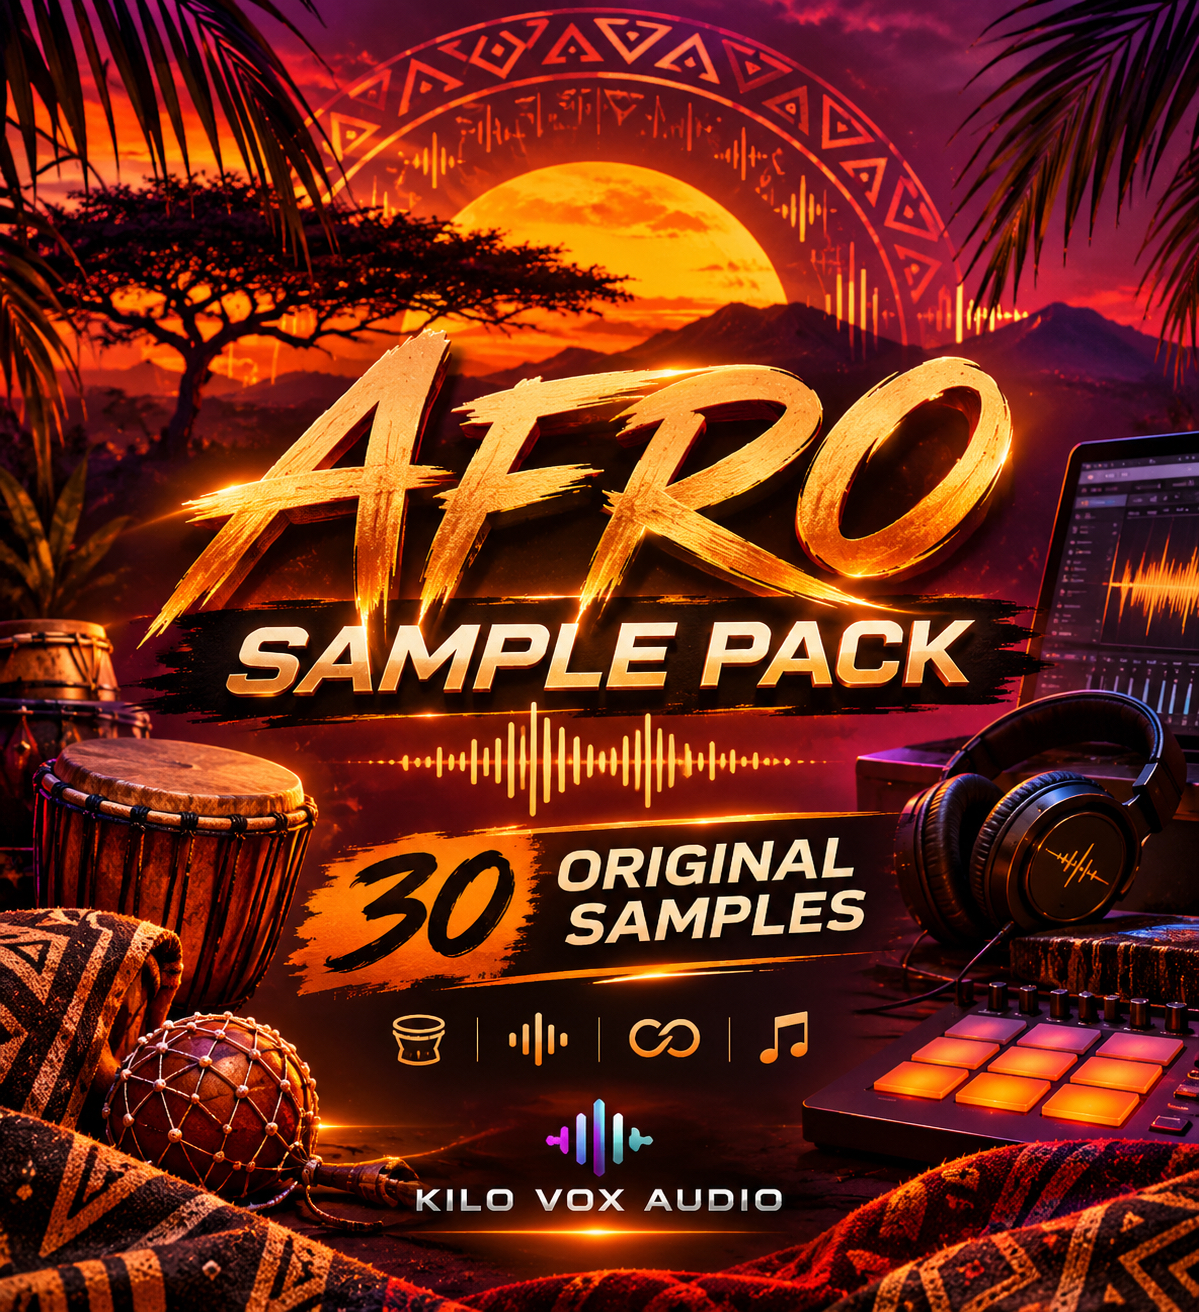 AFRO
SAMPLE PACK
30
ORIGINAL
SAMPLES
KILO VOX AUDIO